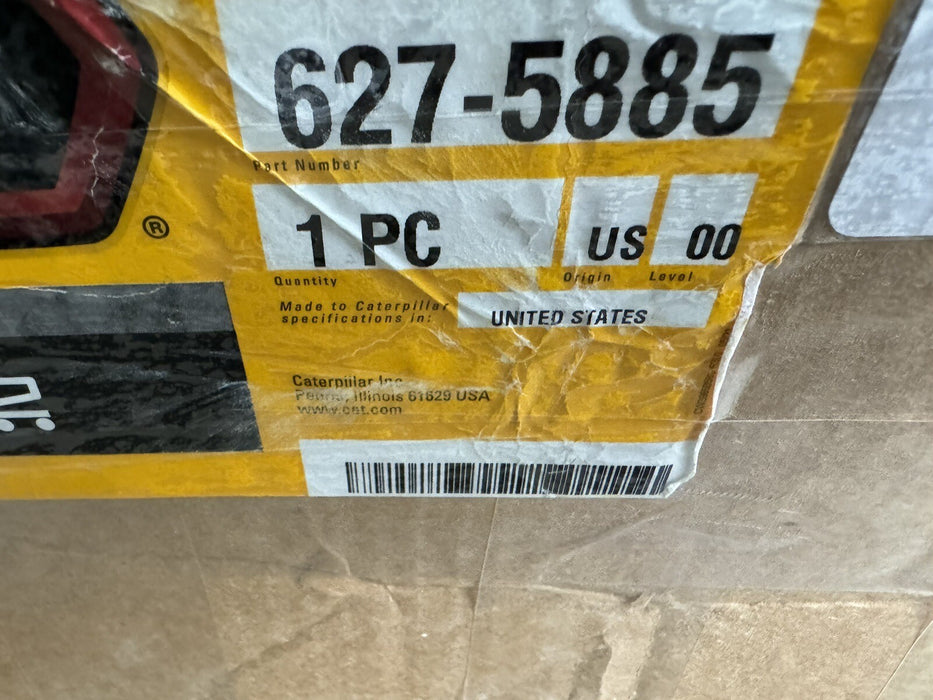 627-5885
Part Number
1 PC
US
00
Quantity
Origin
Level
Made to Caterpillar
specifications in:
UNITED STATES
Caterpillar Inc.
Peoria, Illinois 61629 USA
www.cat.com
®